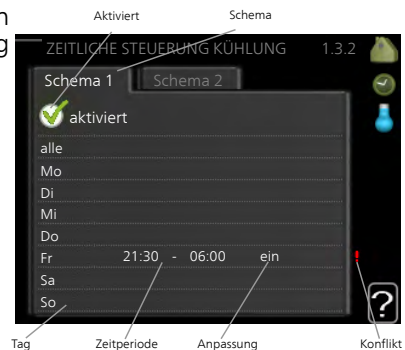 Aktiviert Schema
n
g
ZEITLICHE STEUERUNG KÜHLUNG 1.3.2
Schema 1 Schema 2
aktiviert
alle
Mo
Di
Mi
Do
Fr 21:30 - 06:00 ein !
Sa
So
?
Tag Zeitperiode Anpassung Konflikt